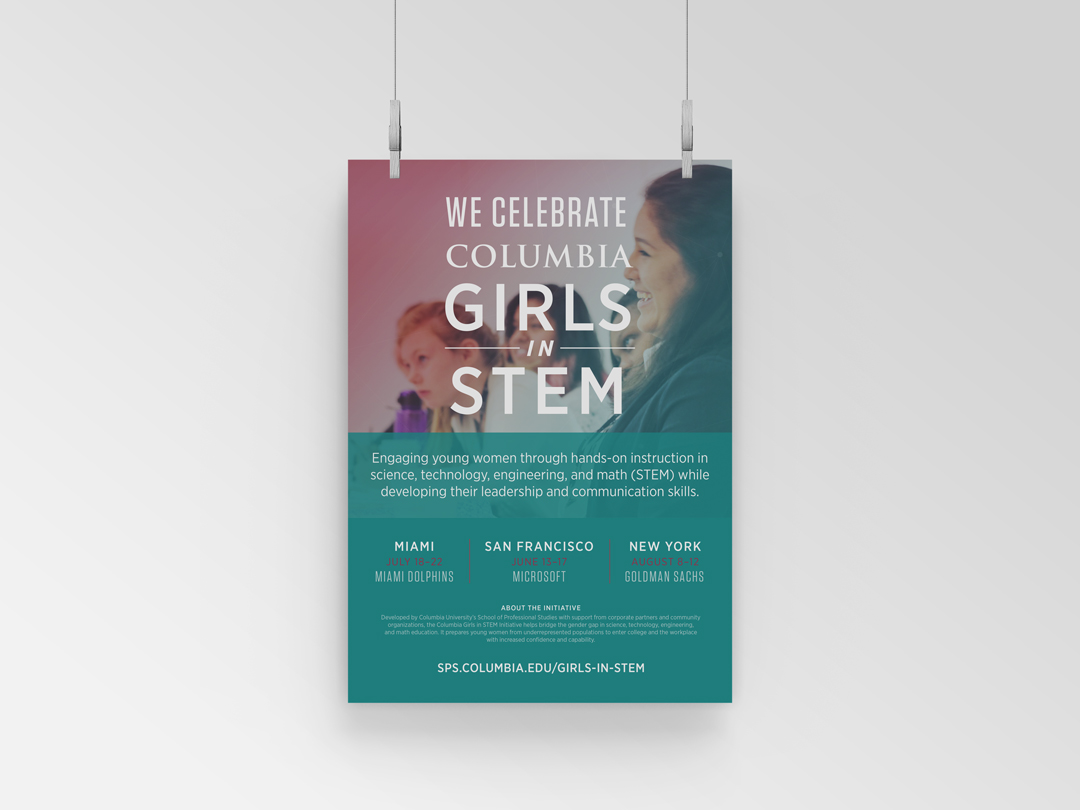 WE CELEBRATE
COLUMBIA
GIRLS
IN
STEM
Engaging young women through hands-on instruction in
science, technology, engineering, and math (STEM) while
developing their leadership and communication skills.
MIAMI
JULY 18–22
MIAMI DOLPHINS
SAN FRANCISCO
JUNE 13–17
MICROSOFT
NEW YORK
AUGUST 8–12
GOLDMAN SACHS
ABOUT THE INITIATIVE
Developed by Columbia University's School of Professional Studies with support from corporate partners and community
organizations, the Columbia Girls in STEM Initiative helps bridge the gender gap in science, technology, engineering,
and math education. It prepares young women from underrepresented populations to enter college and the workplace
with increased confidence and capability.
SPS.COLUMBIA.EDU/GIRLS-IN-STEM